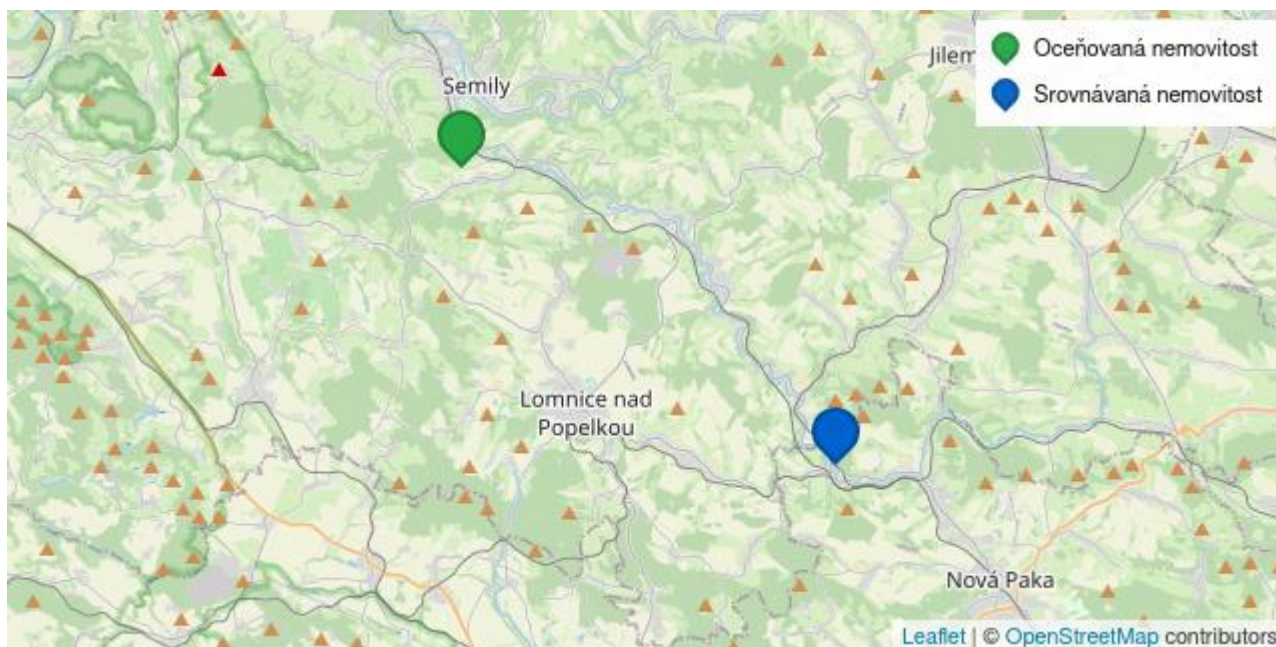 Oceňovaná nemovitost
Jilem
Srovnávaná nemovitost
Semily
Lomnice nad
Popelkou
Nová Paka
Leaflet | © OpenStreetMap contributors